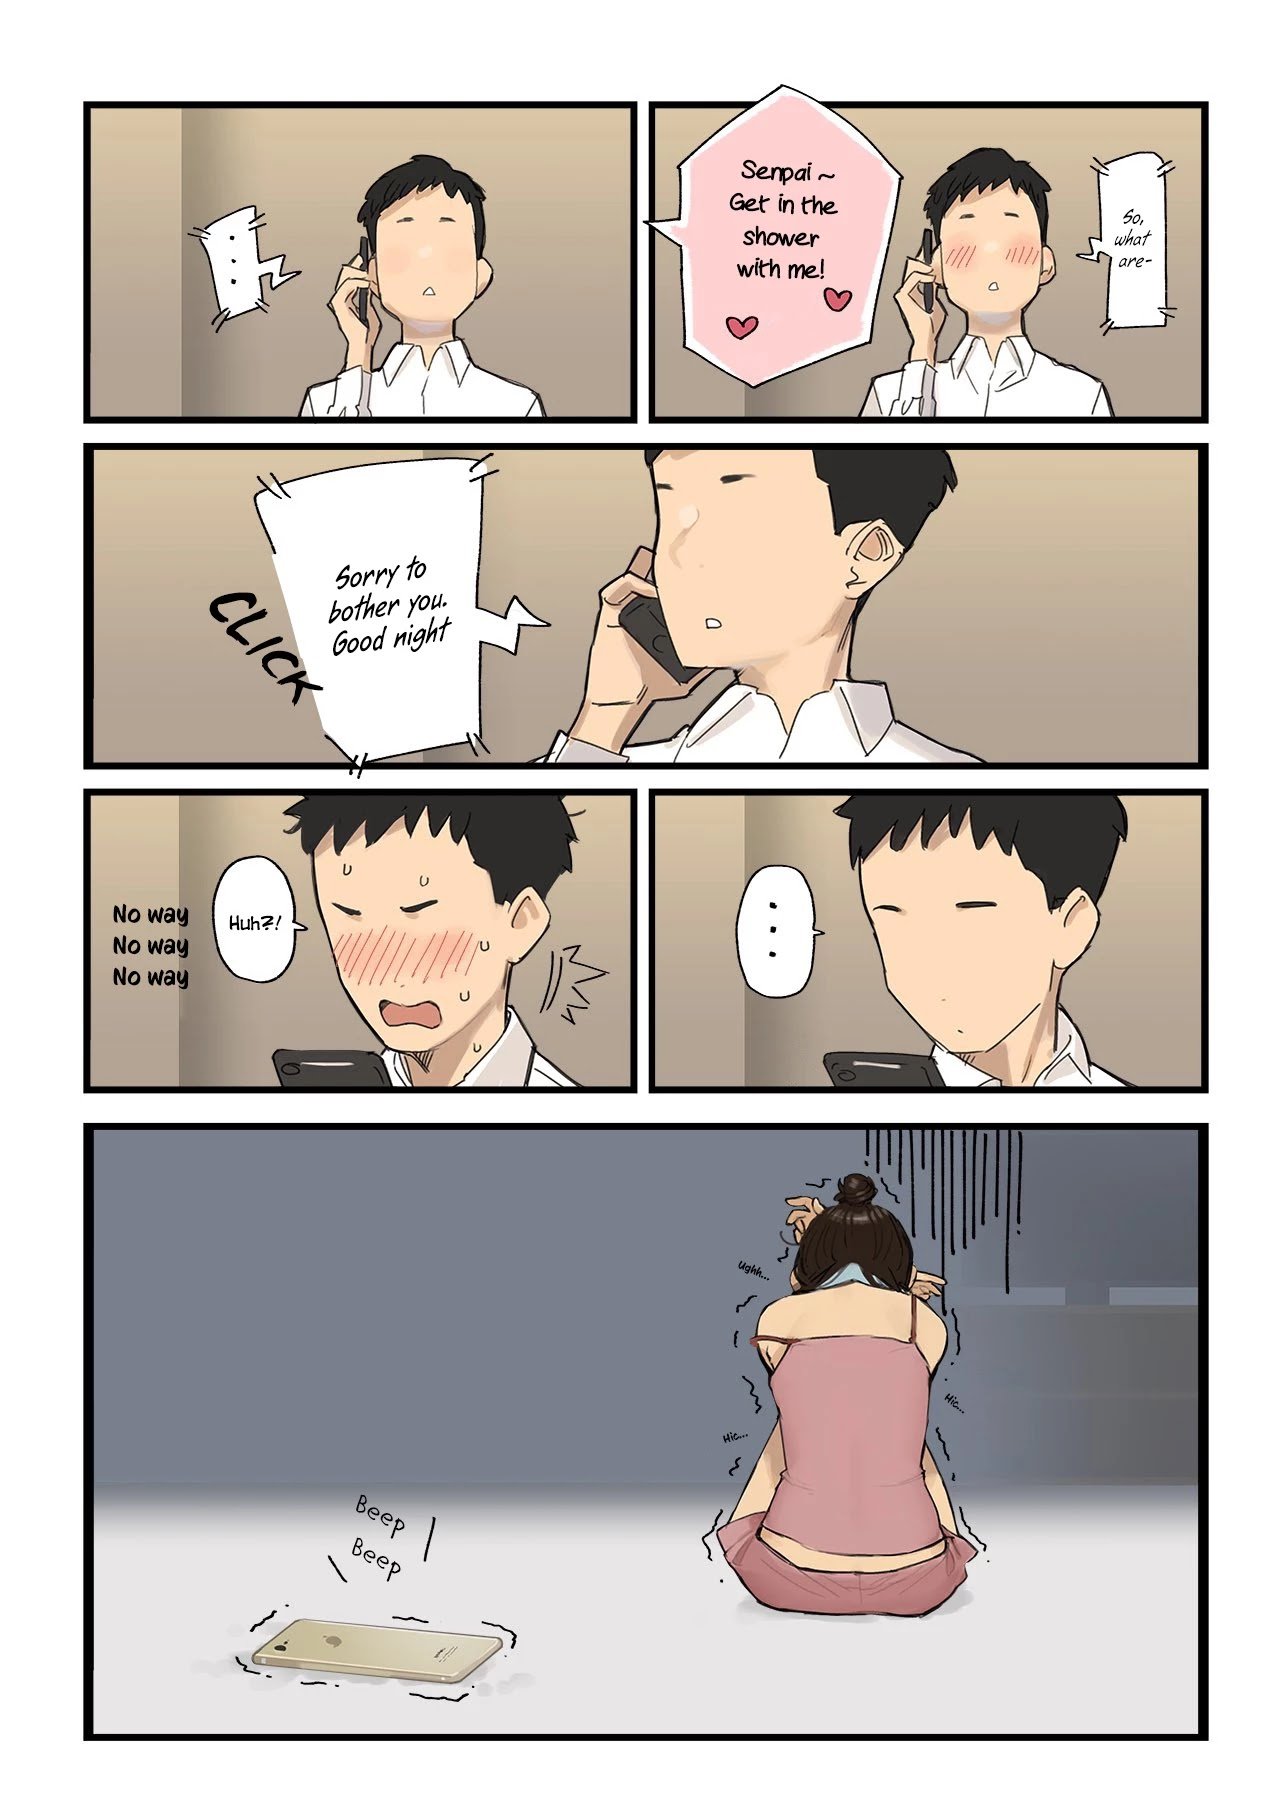 Senpai ~
Get in the
shower
with me!
So,
what
are-
...
Sorry to
bother you.
Good night
CLICK
...
Huh?!
No way
No way
No way
Ughh...
Hic...
Hic...
Beep
Beep